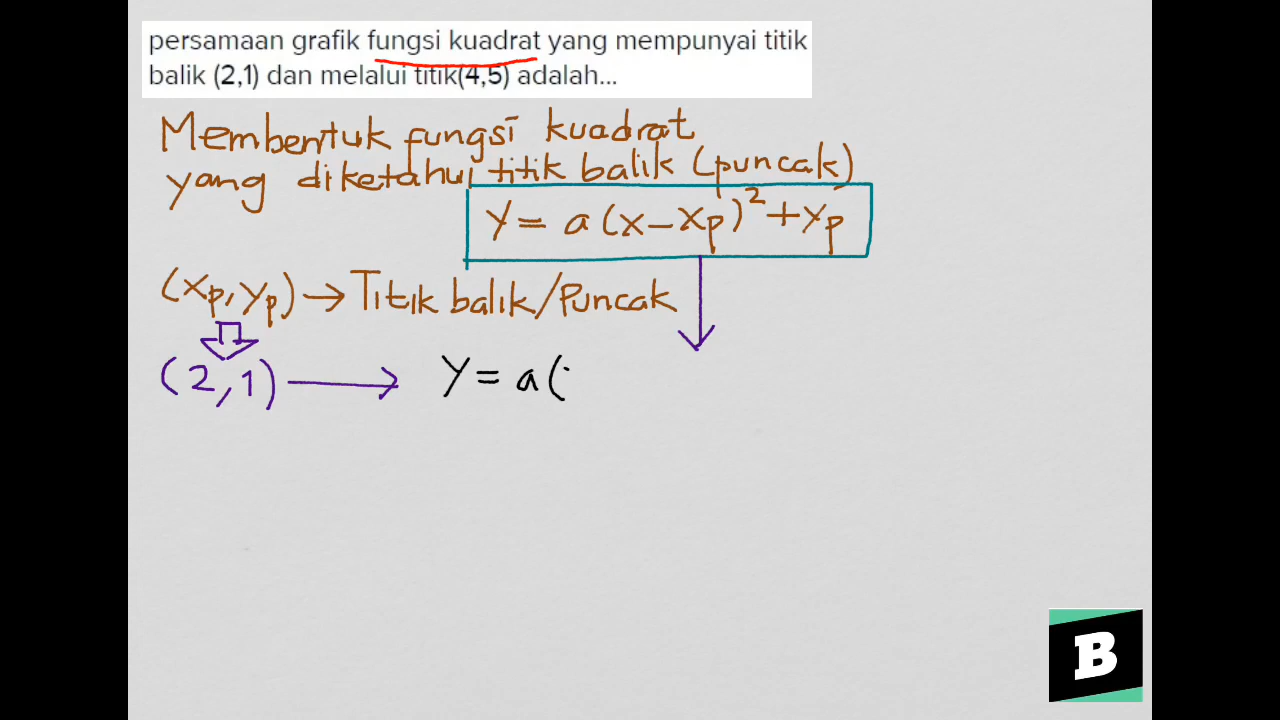 persamaan grafik fungsi kuadrat yang mempunyai titik
balik (2,1) dan melalui titik(4,5) adalah...
Membentuk fungsi kuadrat
yang diketahui titik balik (puncak)
y = a(x-xp)²+yp
(xp,yp) → Titik balik/Puncak
(2,1) → y = a(
B